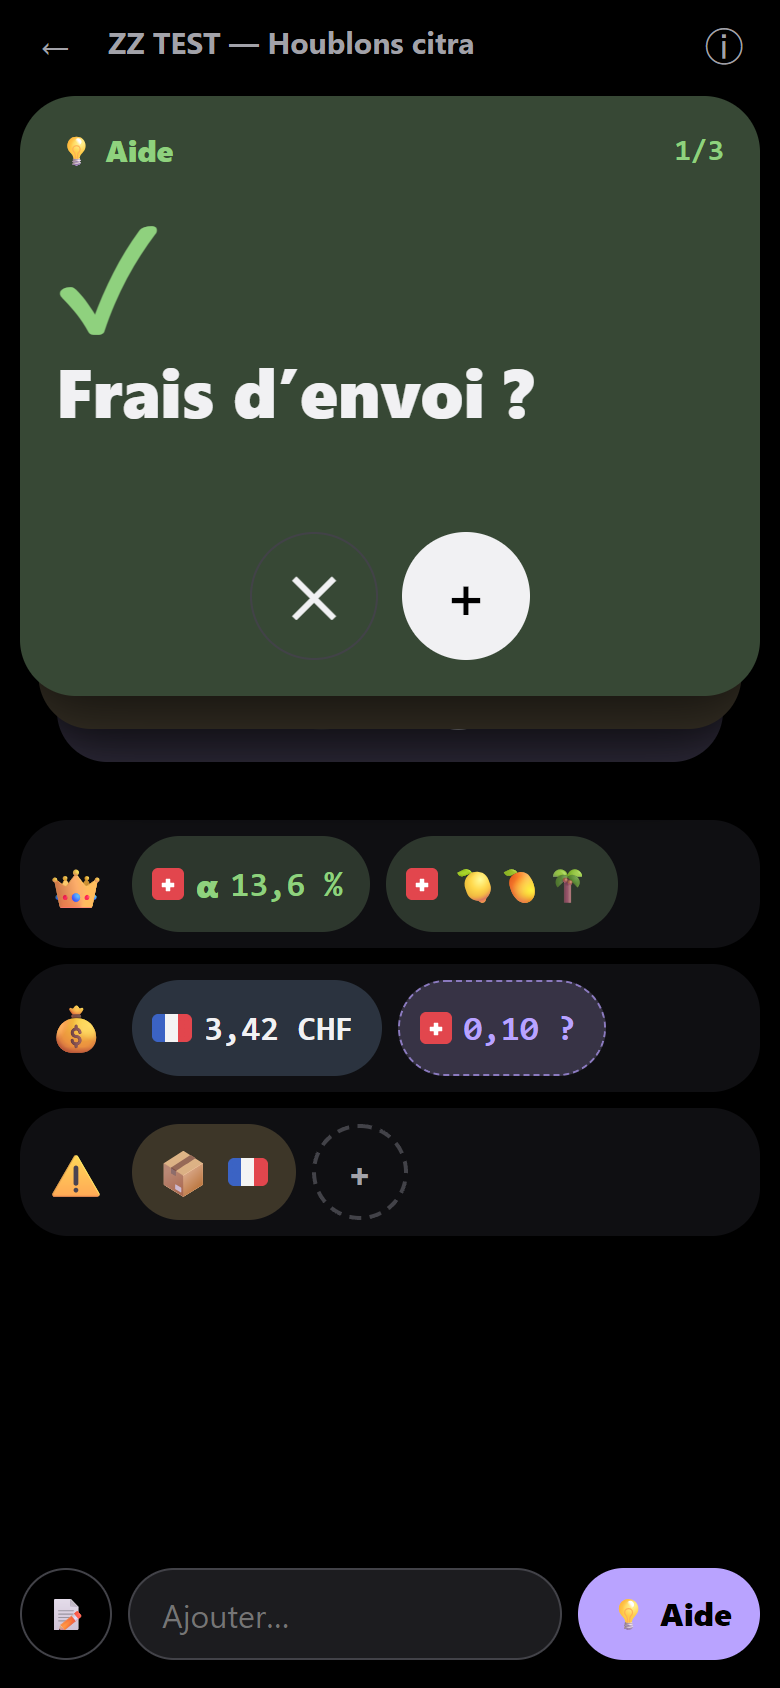 ← ZZ TEST — Houblons citra ⓘ
💡 Aide 1/3
✓
Frais d’envoi ?
✕ +
👑 🇨🇭 α 13,6 % 🇨🇭 🍋🥭🌴
💰 🇫🇷 3,42 CHF 🇨🇭 0,10 ?
⚠️ 📦 🇫🇷 +
📝 Ajouter… 💡 Aide